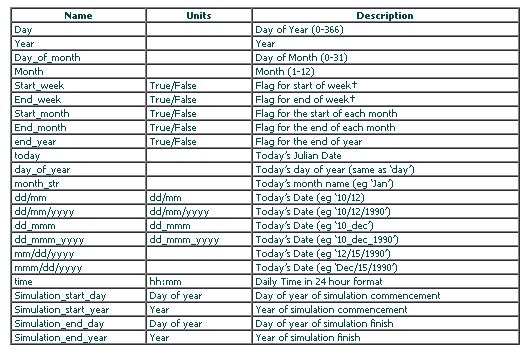 Name Units Description
Day Day of Year (0-366)
Year Year
Day_of_month Day of Month (0-31)
Month Month (1-12)
Start_week True/False Flag for start of week†
End_week True/False Flag for end of week†
Start_month True/False Flag for the start of each month
End_month True/False Flag for the end of each month
end_year True/False Flag for the end of year
today Today's Julian Date
day_of_year Today's day of year (same as 'day')
month_str Today's month name (eg 'Jan')
dd/mm dd/mm Today's Date (eg '10/12)
dd/mm/yyyy dd/mm/yyyy Today's Date (eg '10/12/1990')
dd_mmm dd_mmm Today's Date (eg '10_dec')
dd_mmm_yyyy dd_mmm_yyyy Today's Date (eg '10_dec_1990')
mm/dd/yyyy Today's Date (eg '12/15/1990')
mmm/dd/yyyy Today's Date (eg 'Dec/15/1990')
time hh:mm Daily Time in 24 hour format
Simulation_start_day Day of year Day of year of simulation commencement
Simulation_start_year Year Year of simulation commencement
Simulation_end_day Day of year Day of year of simulation finish
Simulation_end_year Year Year of simulation finish